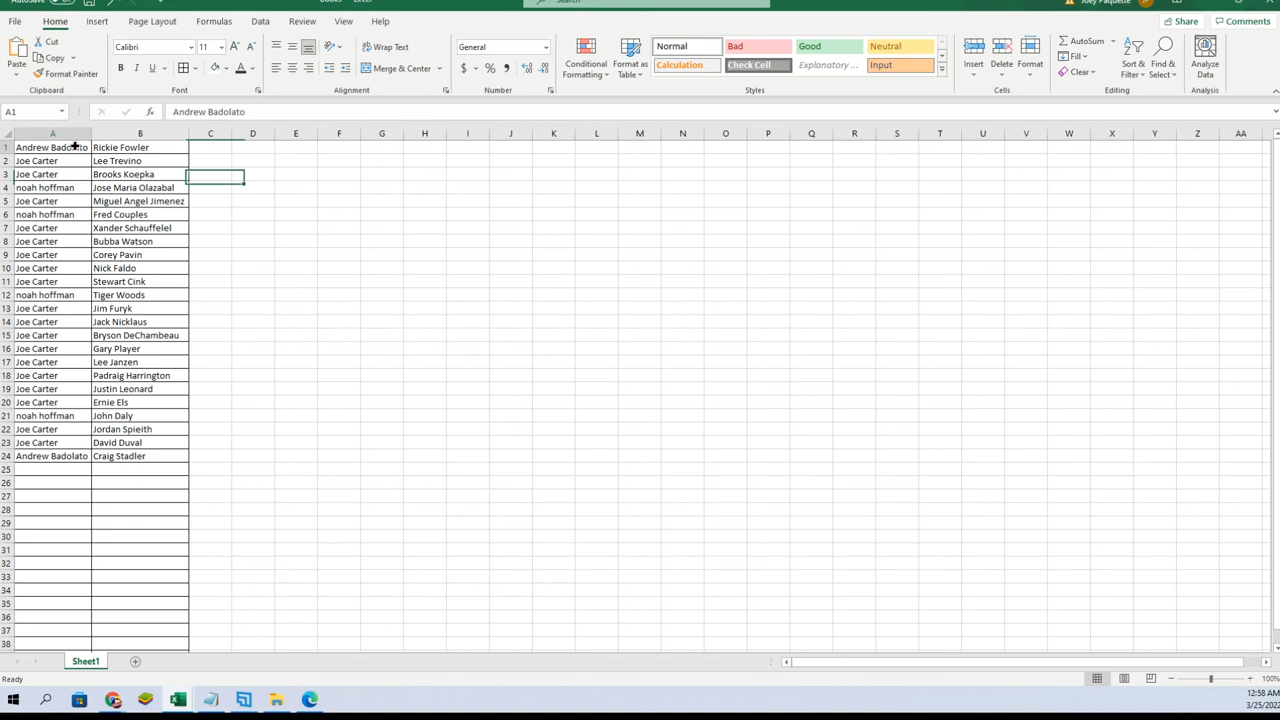 Share Comments
File Home Insert Draw Page Layout Formulas Data Review View Help
Cut
Copy
Format Painter
Paste
Calibri 11
B I U
Wrap Text
Merge & Center
General
$ % ,
Conditional Formatting
Format as Table
Normal Bad Good Neutral
Calculation Check Cell Explanatory ... Input
Insert Delete Format
AutoSum
Fill
Clear
Sort & Filter
Find & Select
Analyze Data
Clipboard Font Alignment Number Styles Cells Editing Analysis
A1 fx Andrew Badolato
A B C D E F G H I J K L M N O P Q R S T U V W X Y Z AA
1 Andrew Badolato Rickie Fowler
2 Joe Carter Lee Trevino
3 Joe Carter Brooks Koepka
4 noah hoffman Jose Maria Olazabal
5 Joe Carter Miguel Angel Jimenez
6 noah hoffman Fred Couples
7 Joe Carter Xander Schauffelel
8 Joe Carter Bubba Watson
9 Joe Carter Corey Pavin
10 Joe Carter Nick Faldo
11 Joe Carter Stewart Cink
12 noah hoffman Tiger Woods
13 Joe Carter Jim Furyk
14 Joe Carter Jack Nicklaus
15 Joe Carter Bryson DeChambeau
16 Joe Carter Gary Player
17 Joe Carter Lee Janzen
18 Joe Carter Padraig Harrington
19 Joe Carter Justin Leonard
20 Joe Carter Ernie Els
21 noah hoffman John Daly
22 Joe Carter Jordan Spieith
23 Joe Carter David Duval
24 Andrew Badolato Craig Stadler
25
26
27
28
29
30
31
32
33
34
35
36
37
38
Sheet1
Ready 100%
12:58 AM
3/25/202